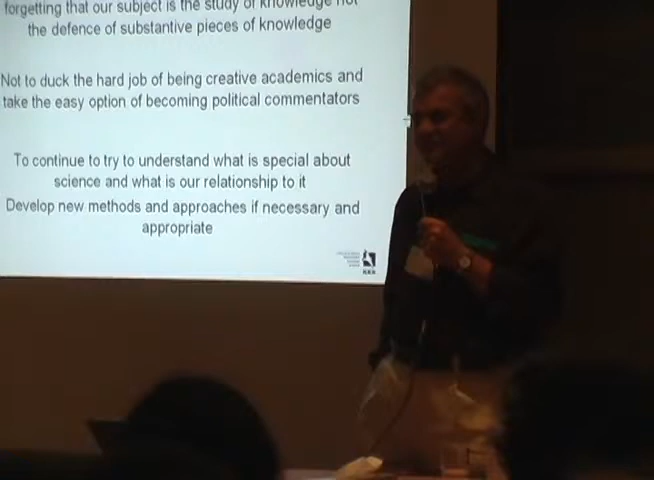 forgetting that our subject is the study of knowledge not
the defence of substantive pieces of knowledge
Not to duck the hard job of being creative academics and
take the easy option of becoming political commentators
To continue to try to understand what is special about
science and what is our relationship to it
Develop new methods and approaches if necessary and
appropriate